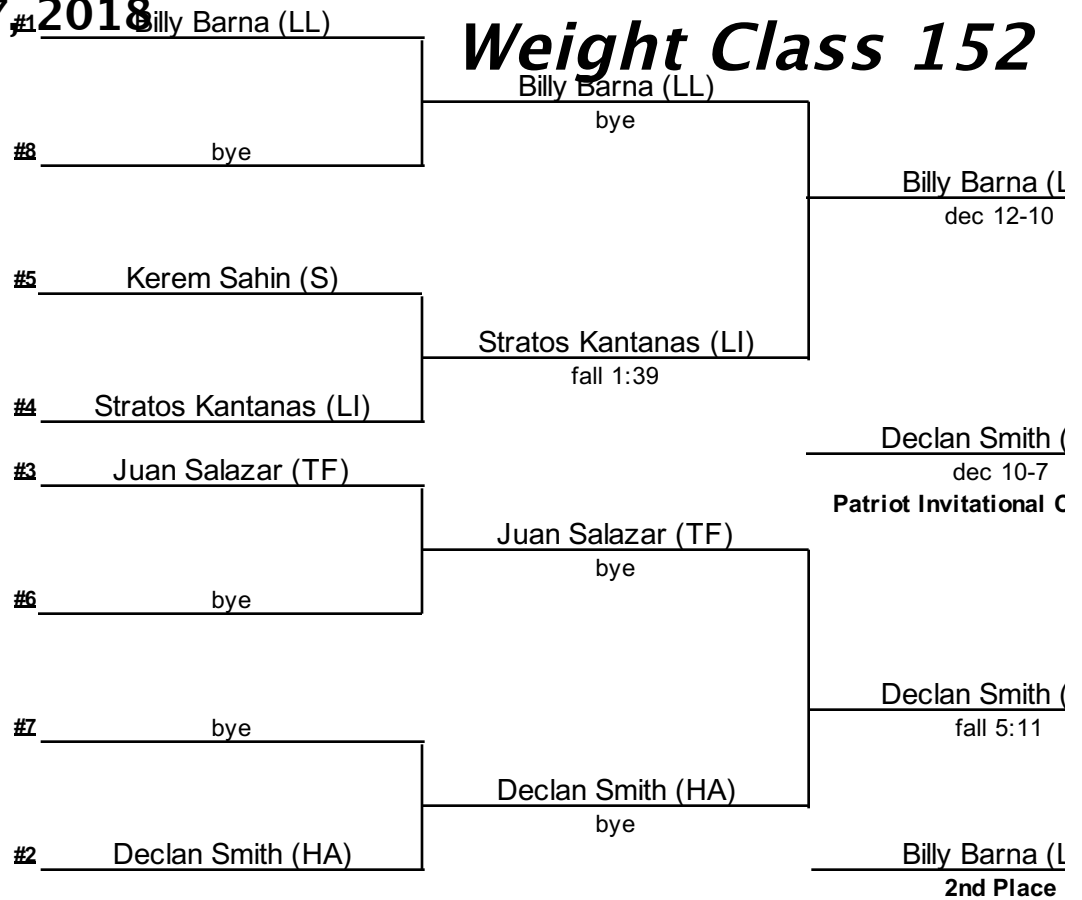 7, 2018
Weight Class 152
#1 Billy Barna (LL)
Billy Barna (LL)
bye
#8 bye
Billy Barna (L
dec 12-10
#5 Kerem Sahin (S)
Stratos Kantanas (LI)
fall 1:39
#4 Stratos Kantanas (LI)
Declan Smith (
dec 10-7
Patriot Invitational C
#3 Juan Salazar (TF)
Juan Salazar (TF)
bye
#6 bye
Declan Smith (
fall 5:11
#7 bye
Declan Smith (HA)
bye
#2 Declan Smith (HA)
Billy Barna (L
2nd Place